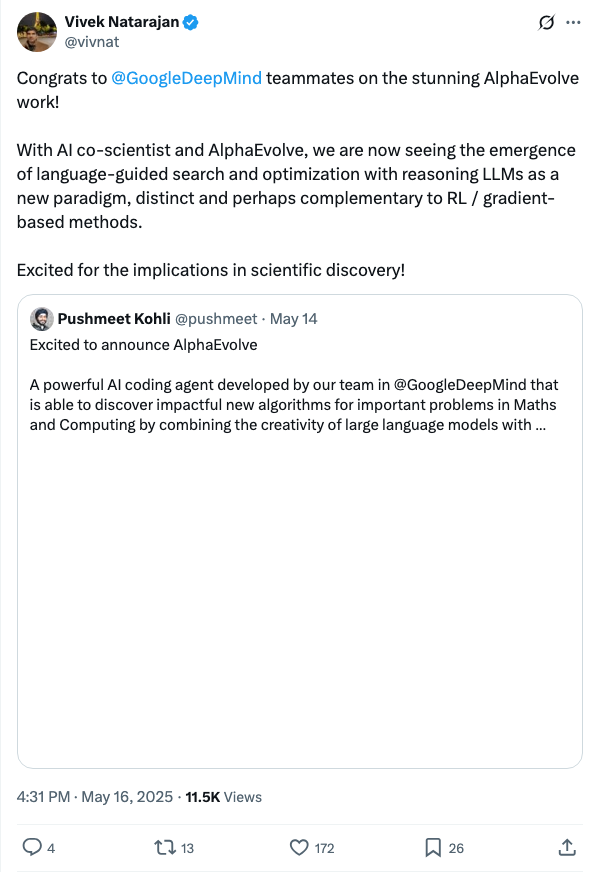 Vivek Natarajan
@vivnat
Congrats to @GoogleDeepMind teammates on the stunning AlphaEvolve
work!
With AI co-scientist and AlphaEvolve, we are now seeing the emergence
of language-guided search and optimization with reasoning LLMs as a
new paradigm, distinct and perhaps complementary to RL / gradient-
based methods.
Excited for the implications in scientific discovery!
Pushmeet Kohli @pushmeet · May 14
Excited to announce AlphaEvolve
A powerful AI coding agent developed by our team in @GoogleDeepMind that
is able to discover impactful new algorithms for important problems in Maths
and Computing by combining the creativity of large language models with ...
4:31 PM · May 16, 2025 · 11.5K Views
4 13 172 26